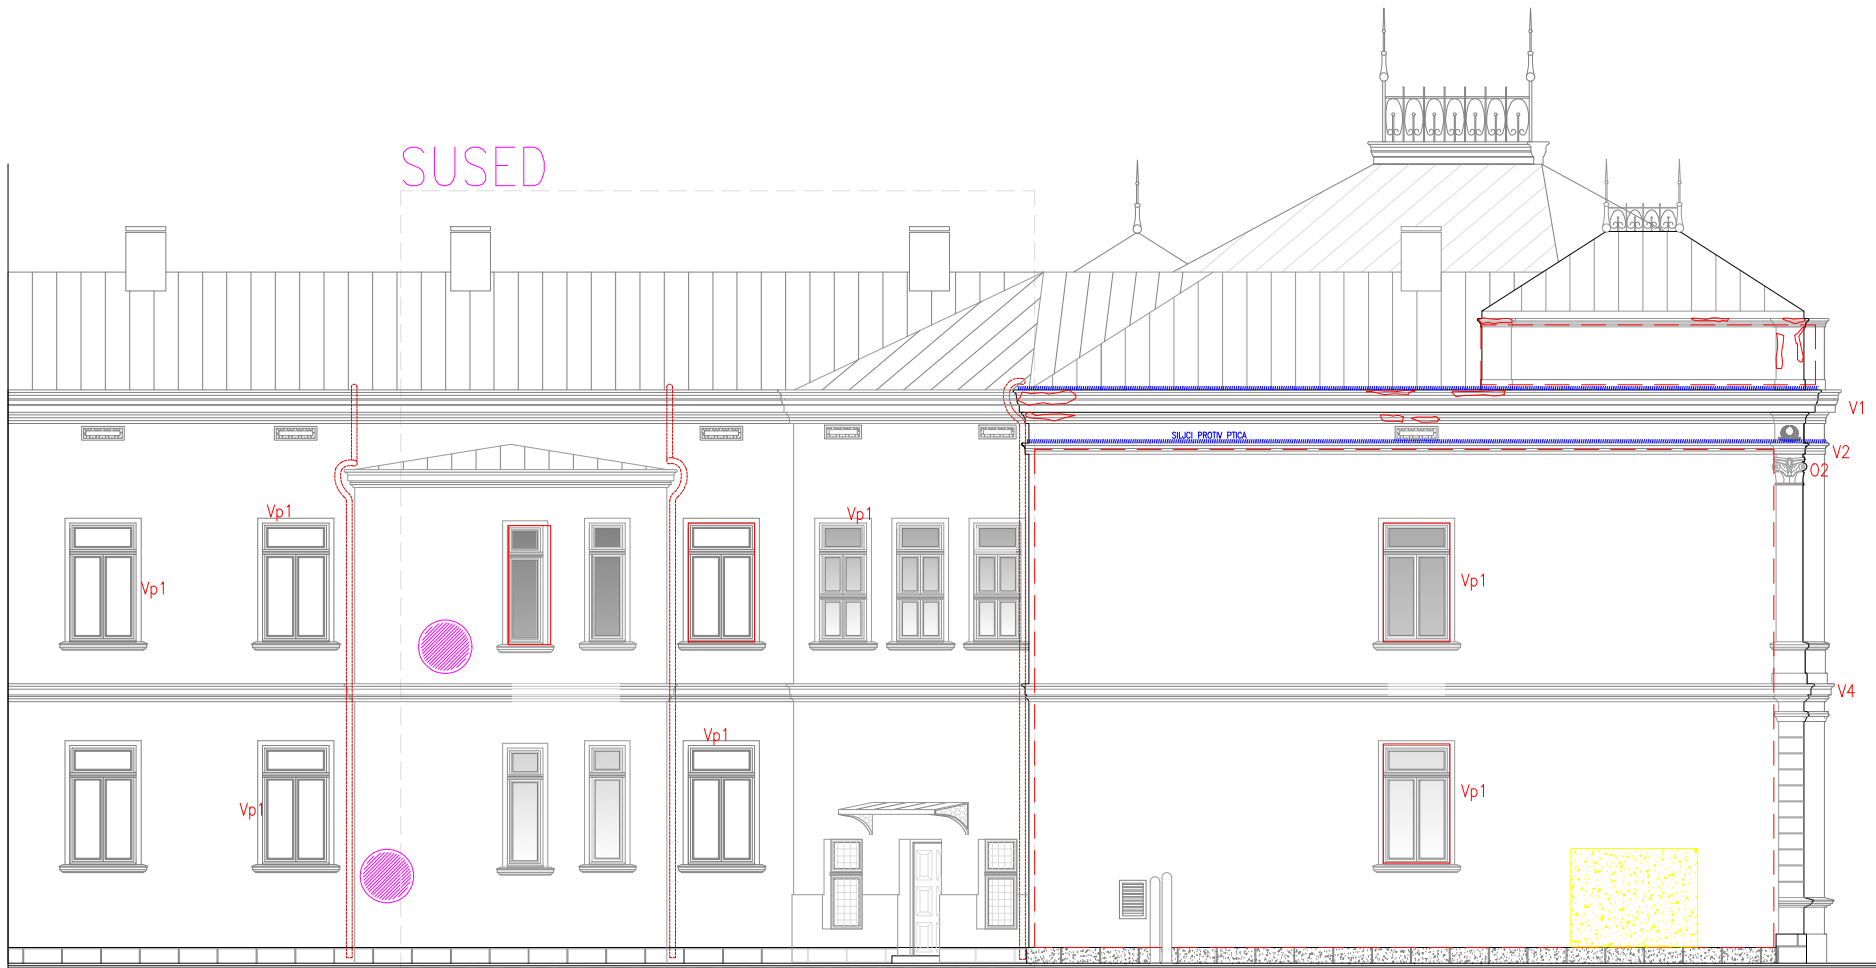 SUSED
V1
SILJCI PROTIV PTICA
V2
O2
Vp1
Vp1
Vp1
Vp1
V4
Vp1
Vp1
Vp1